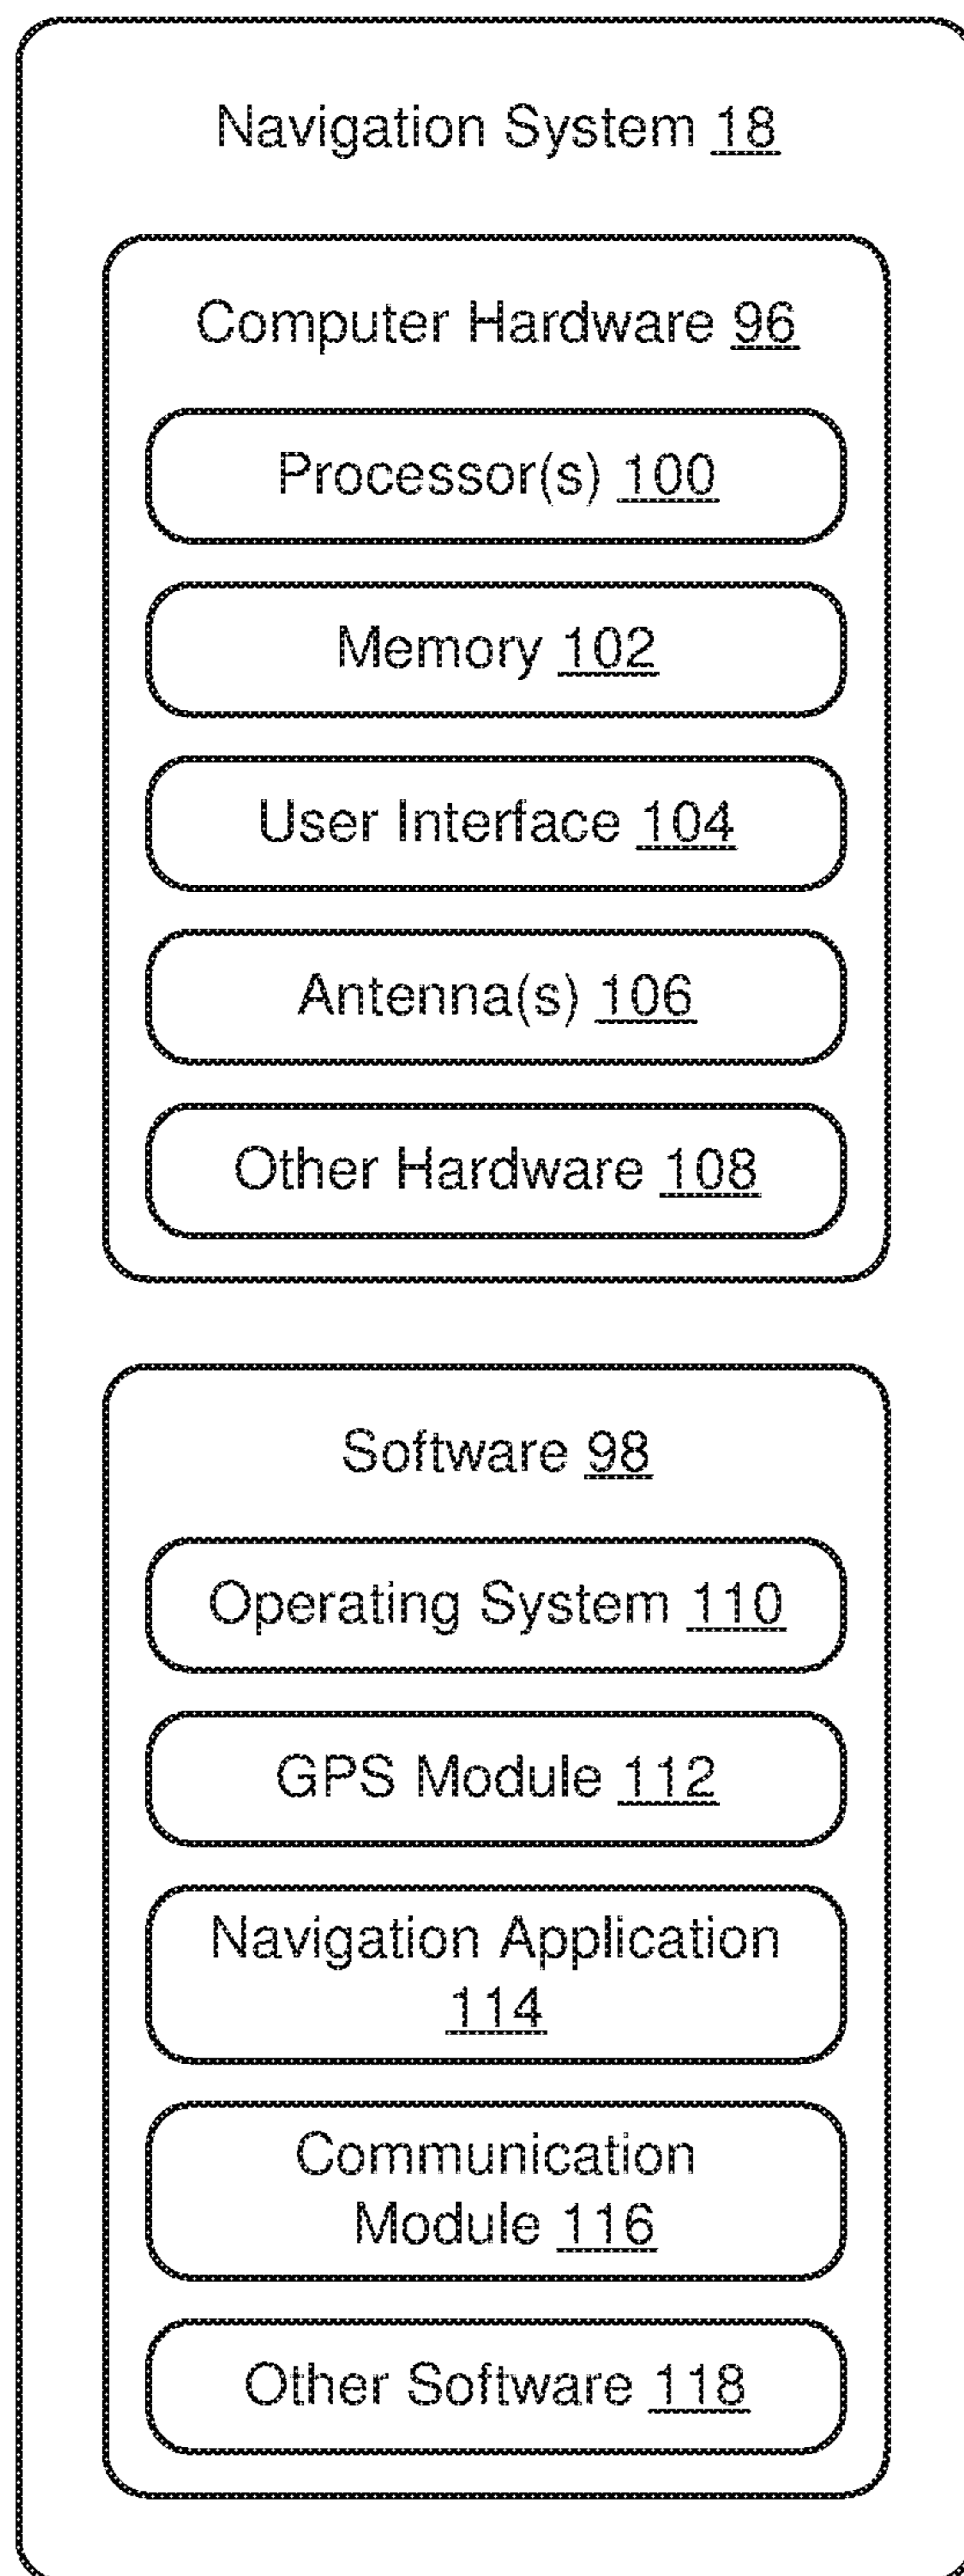 Navigation System 18
Computer Hardware 96
Processor(s) 100
Memory 102
User Interface 104
Antenna(s) 106
Other Hardware 108
Software 98
Operating System 110
GPS Module 112
Navigation Application
114
Communication
Module 116
Other Software 118